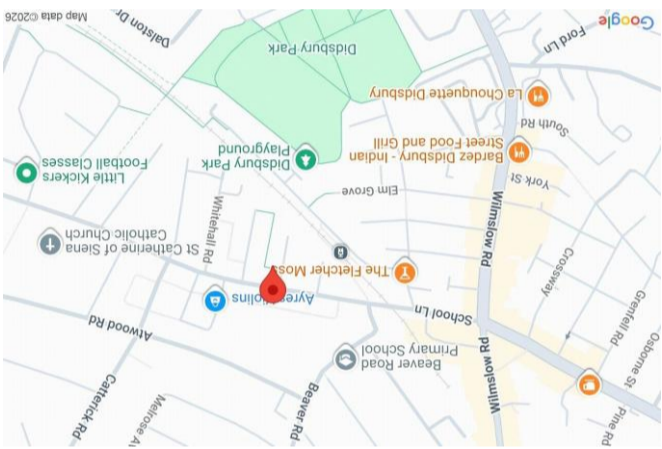 Pine Rd
Melrose A
Beaver Rd
Catterick Rd
Wilmslow Rd
Osborne St
Beaver Road
Primary School
Atwood Rd
School Ln
Grenfell Rd
Ayres Violins
The Fletcher Moss
Crossway
St Catherine of Siena
Catholic Church
Wilmslow Rd
Whitehall Rd
Elm Grove
York St
Little Kickers
Football Classes
Bardez Didsbury - Indian
Street Food and Grill
Didsbury Park
Playground
South Rd
La Chouquette Didsbury
Didsbury Park
Ford Ln
Dalston Dr
Google
Map data ©2026